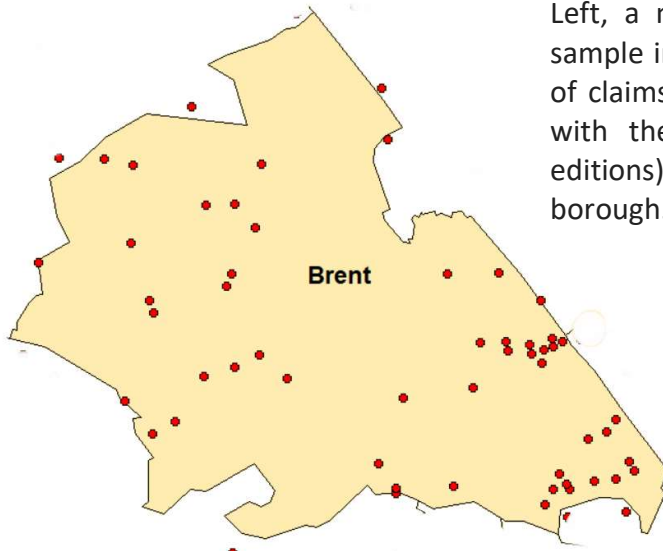 Left, a
sample
of claims
with the
editions)
borough
Brent